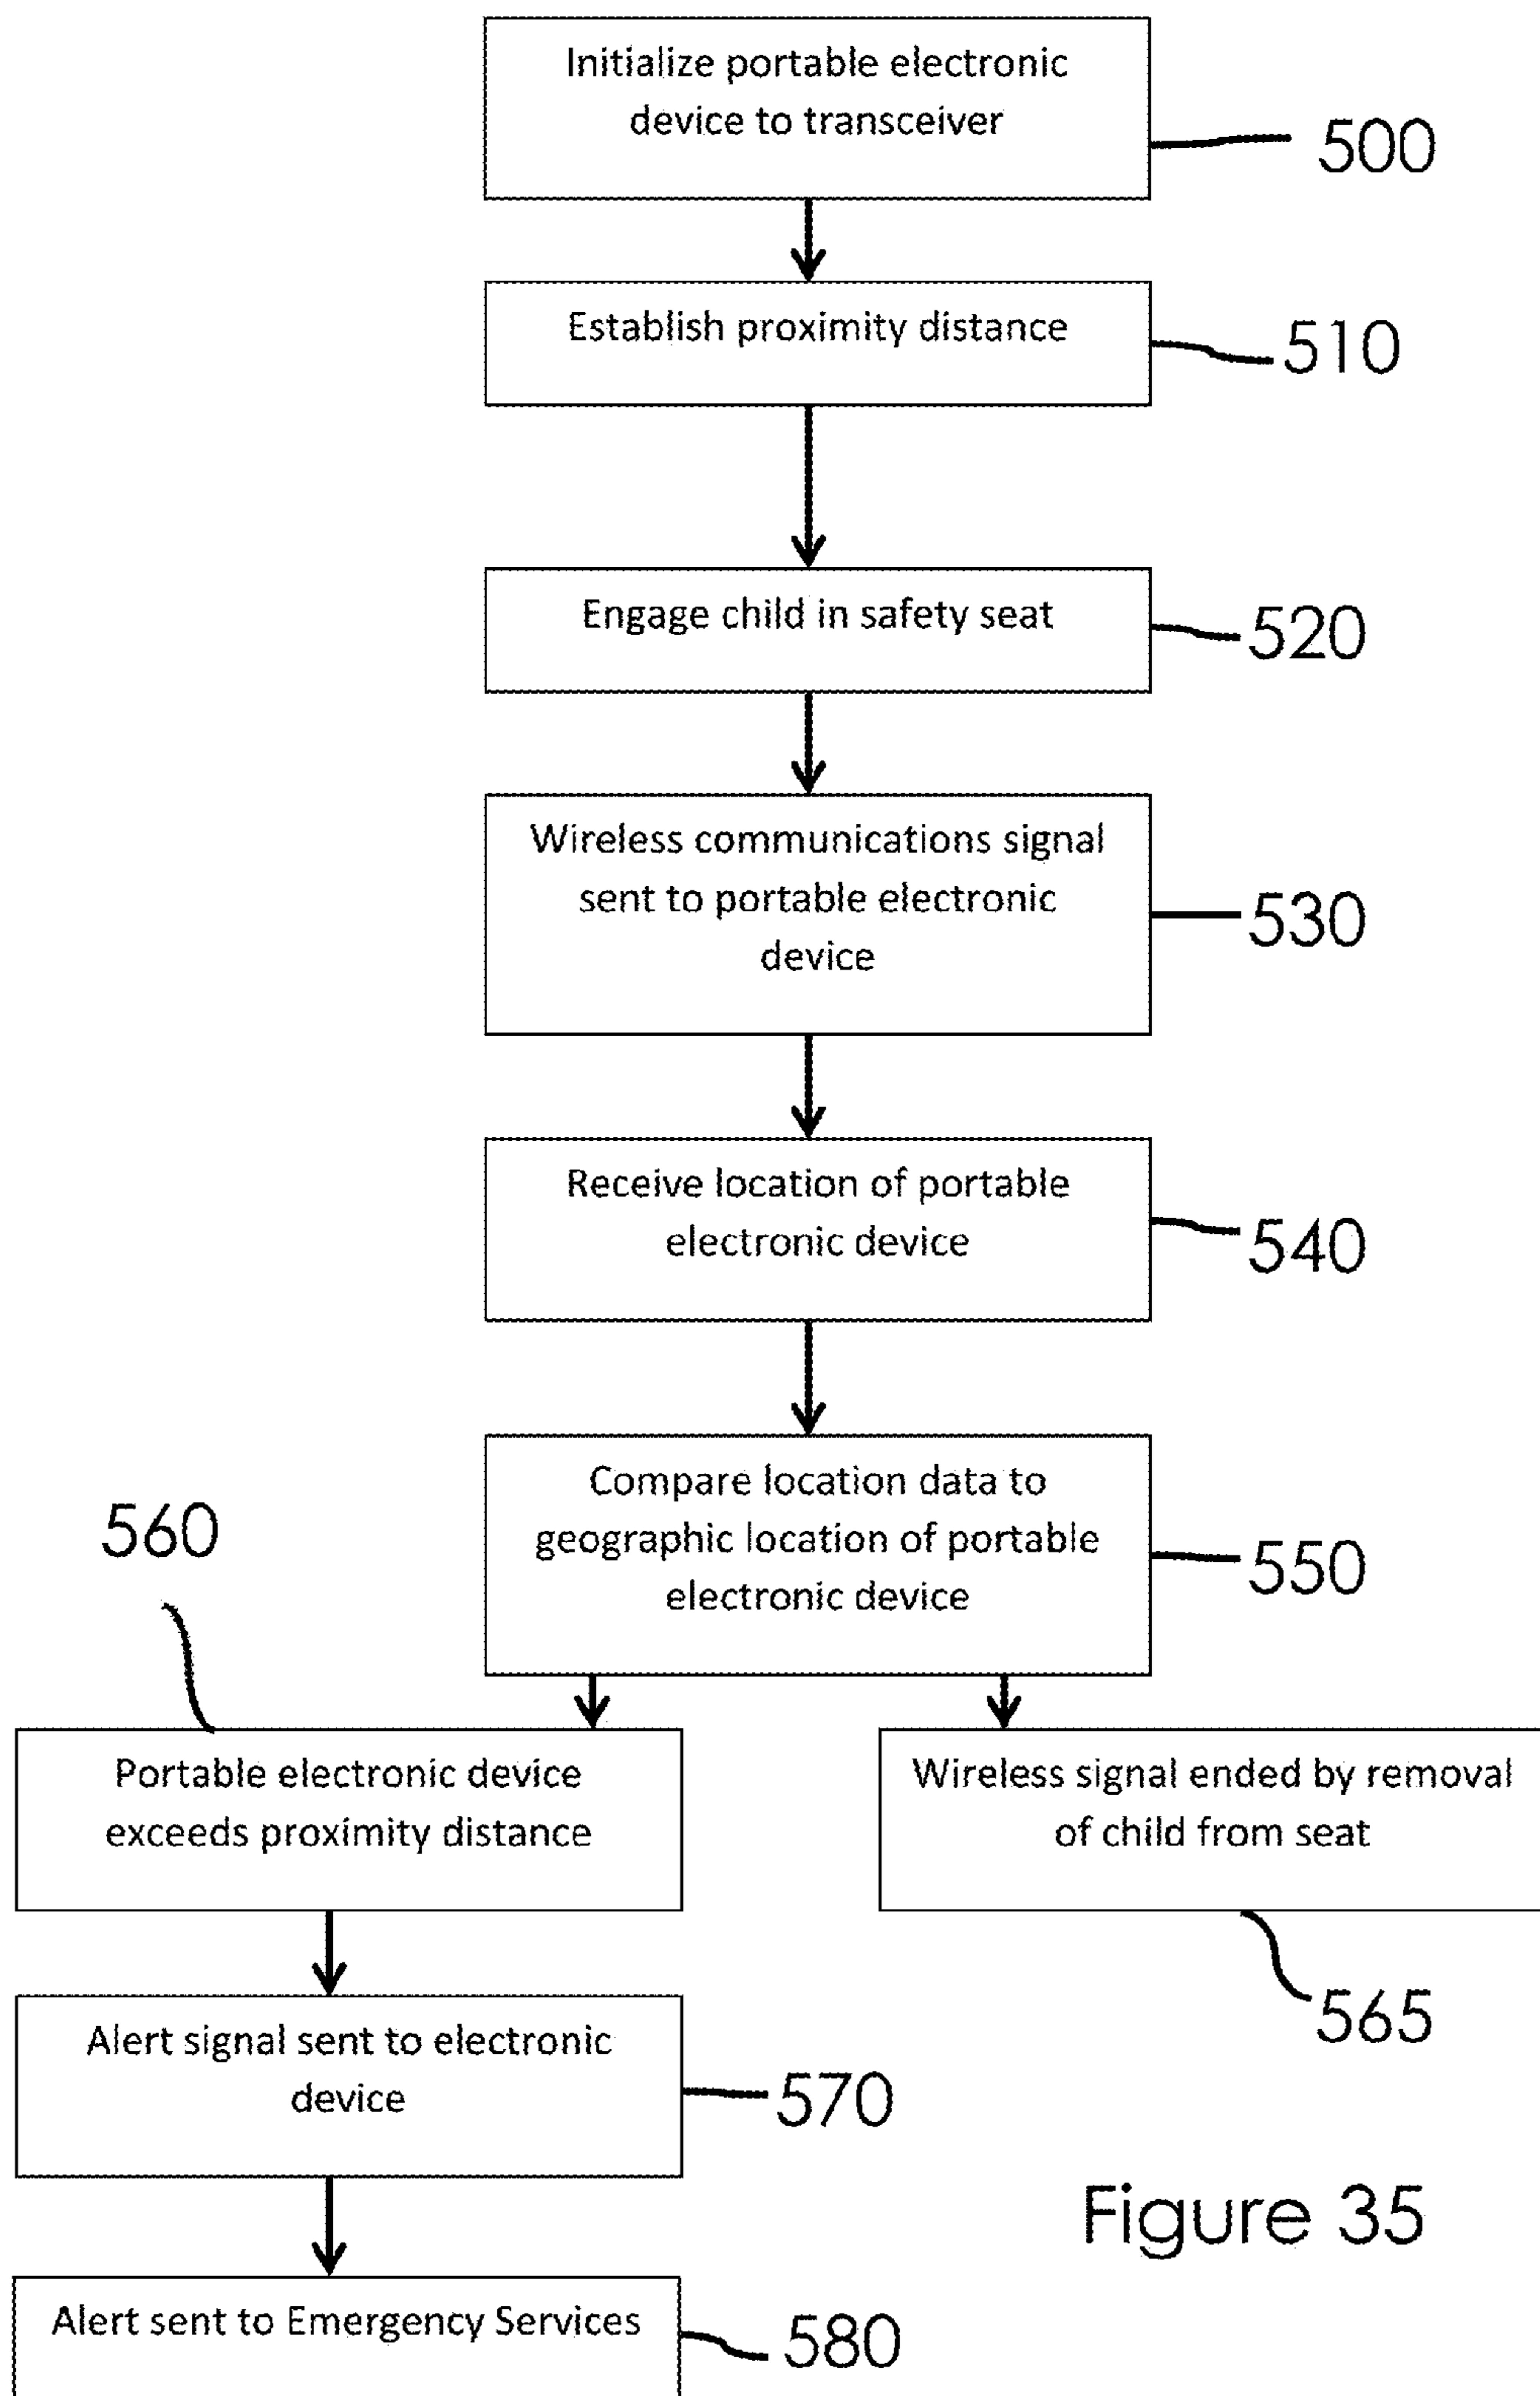 Initialize portable electronic
device to transceiver
500
Establish proximity distance
510
Engage child in safety seat
520
Wireless communications signal
sent to portable electronic
device
530
Receive location of portable
electronic device
540
Compare location data to
geographic location of portable
electronic device
550
560
Portable electronic device
exceeds proximity distance
Wireless signal ended by removal
of child from seat
565
Alert signal sent to electronic
device
570
Alert sent to Emergency Services
580
Figure 35